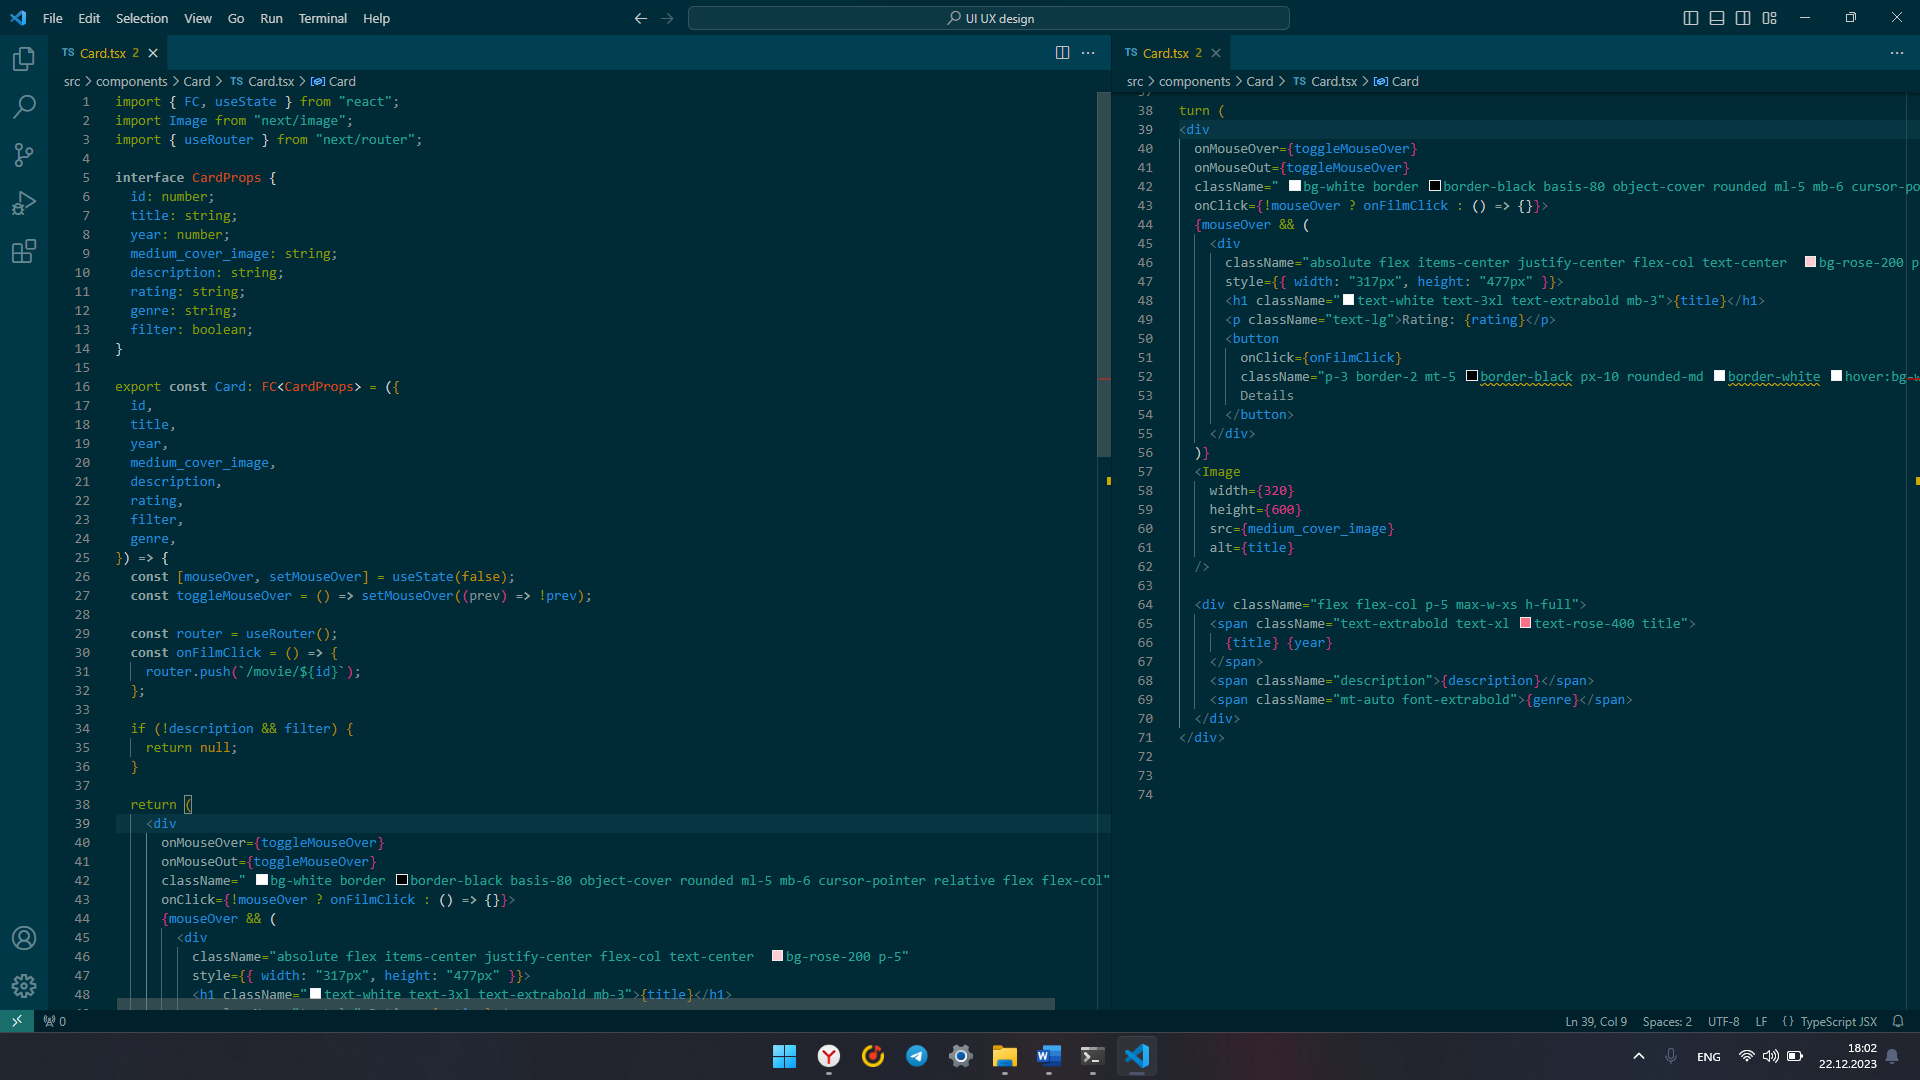 File Edit Selection View Go Run Terminal Help
UI UX design
TS Card.tsx 2
src > components > Card > TS Card.tsx > Card
1 import { FC, useState } from "react";
2 import Image from "next/image";
3 import { useRouter } from "next/router";
4
5 interface CardProps {
6 id: number;
7 title: string;
8 year: number;
9 medium_cover_image: string;
10 description: string;
11 rating: string;
12 genre: string;
13 filter: boolean;
14 }
15
16 export const Card: FC<CardProps> = ({
17 id,
18 title,
19 year,
20 medium_cover_image,
21 description,
22 rating,
23 filter,
24 genre,
25 }) => {
26 const [mouseOver, setMouseOver] = useState(false);
27 const toggleMouseOver = () => setMouseOver((prev) => !prev);
28
29 const router = useRouter();
30 const onFilmClick = () => {
31 router.push(`/movie/${id}`);
32 };
33
34 if (!description && filter) {
35 return null;
36 }
37
38 return (
39 <div
40 onMouseOver={toggleMouseOver}
41 onMouseOut={toggleMouseOver}
42 className=" bg-white border border-black basis-80 object-cover rounded ml-5 mb-6 cursor-pointer relative flex flex-col"
43 onClick={!mouseOver ? onFilmClick : () => {}}>
44 {mouseOver && (
45 <div
46 className="absolute flex items-center justify-center flex-col text-center bg-rose-200 p-5"
47 style={{ width: "317px", height: "477px" }}>
48 <h1 className=" text-white text-3xl text-extrabold mb-3">{title}</h1>
TS Card.tsx 2
src > components > Card > TS Card.tsx > Card
37
38 turn (
39 <div
40 onMouseOver={toggleMouseOver}
41 onMouseOut={toggleMouseOver}
42 className=" bg-white border border-black basis-80 object-cover rounded ml-5 mb-6 cursor-po
43 onClick={!mouseOver ? onFilmClick : () => {}}>
44 {mouseOver && (
45 <div
46 className="absolute flex items-center justify-center flex-col text-center bg-rose-200 p
47 style={{ width: "317px", height: "477px" }}>
48 <h1 className=" text-white text-3xl text-extrabold mb-3">{title}</h1>
49 <p className="text-lg">Rating: {rating}</p>
50 <button
51 onClick={onFilmClick}
52 className="p-3 border-2 mt-5 border-black px-10 rounded-md border-white hover:bg-w
53 Details
54 </button>
55 </div>
56 )}
57 <Image
58 width={320}
59 height={600}
60 src={medium_cover_image}
61 alt={title}
62 />
63
64 <div className="flex flex-col p-5 max-w-xs h-full">
65 <span className="text-extrabold text-xl text-rose-400 title">
66 {title} {year}
67 </span>
68 <span className="description">{description}</span>
69 <span className="mt-auto font-extrabold">{genre}</span>
70 </div>
71 </div>
72
73
74
0
Ln 39, Col 9 Spaces: 2 UTF-8 LF {} TypeScript JSX
ENG
18:02
22.12.2023